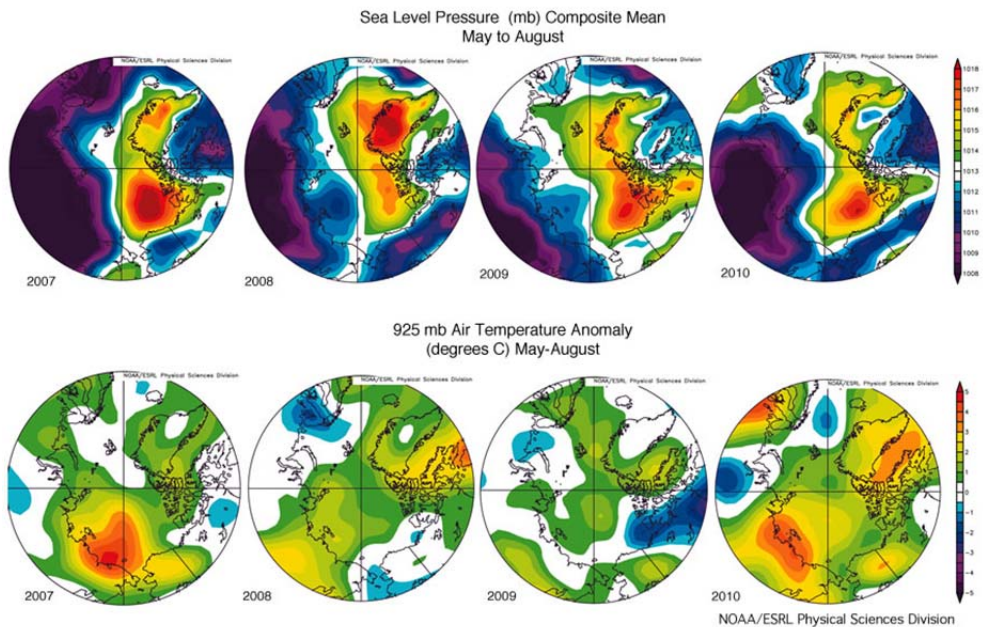 Sea Level Pressure (mb) Composite Mean
May to August
NOAA/ESRL Physical Sciences Division
NOAA/ESRL Physical Sciences Division
NOAA/ESRL Physical Sciences Division
NOAA/ESRL Physical Sciences Division
1018
1017
1016
1015
1014
1013
1012
1011
1010
1009
1008
2007
2008
2009
2010
925 mb Air Temperature Anomaly
(degrees C) May-August
NOAA/ESRL Physical Sciences Division
NOAA/ESRL Physical Sciences Division
NOAA/ESRL Physical Sciences Division
NOAA/ESRL Physical Sciences Division
5
4
3
2
1
0
-1
-2
-3
-4
-5
2007
2008
2009
2010
NOAA/ESRL Physical Sciences Division